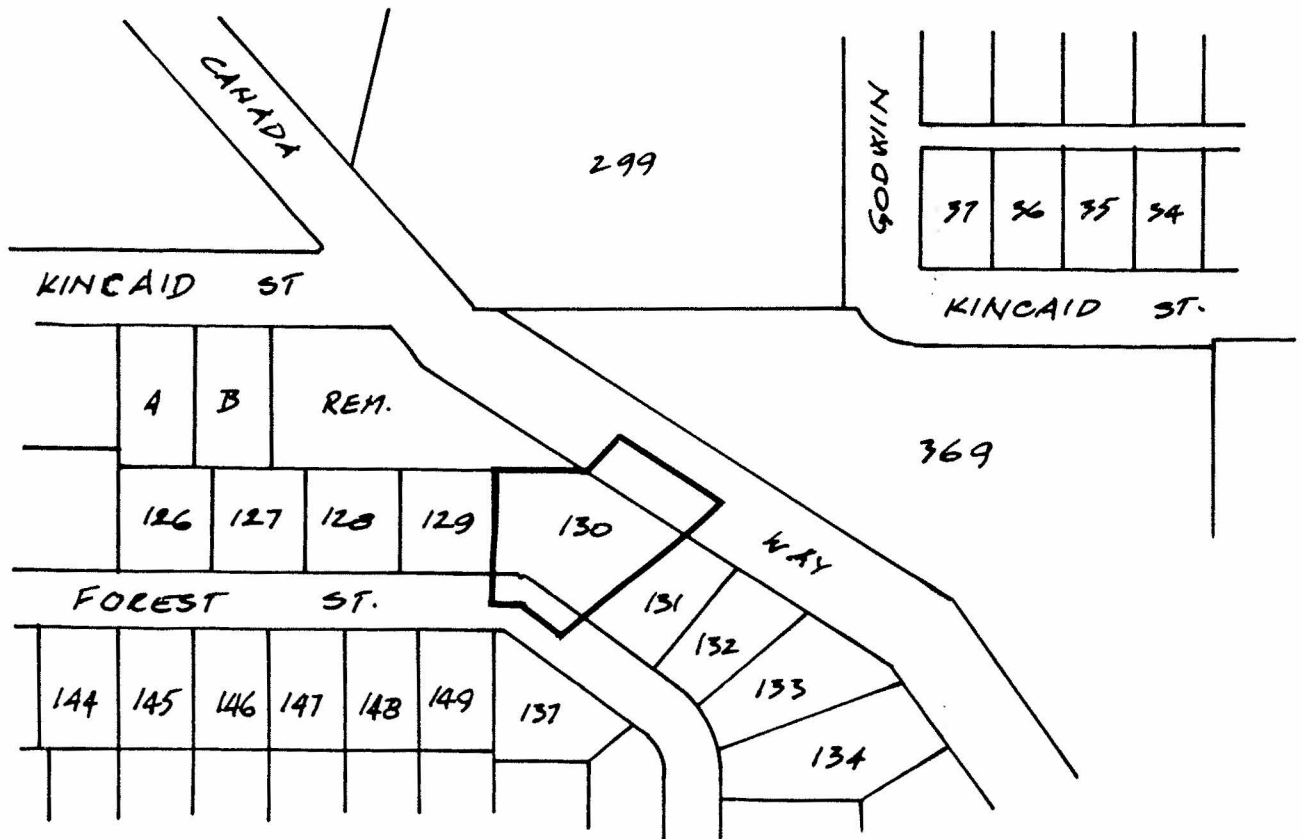 CANADA
299
GODWIN
37 36 35 34
KINCAID ST
KINCAID ST.
A B REM.
369
126 127 128 129 130
WAY
FOREST ST.
131
132
133
144 145 146 147 148 149 137
134